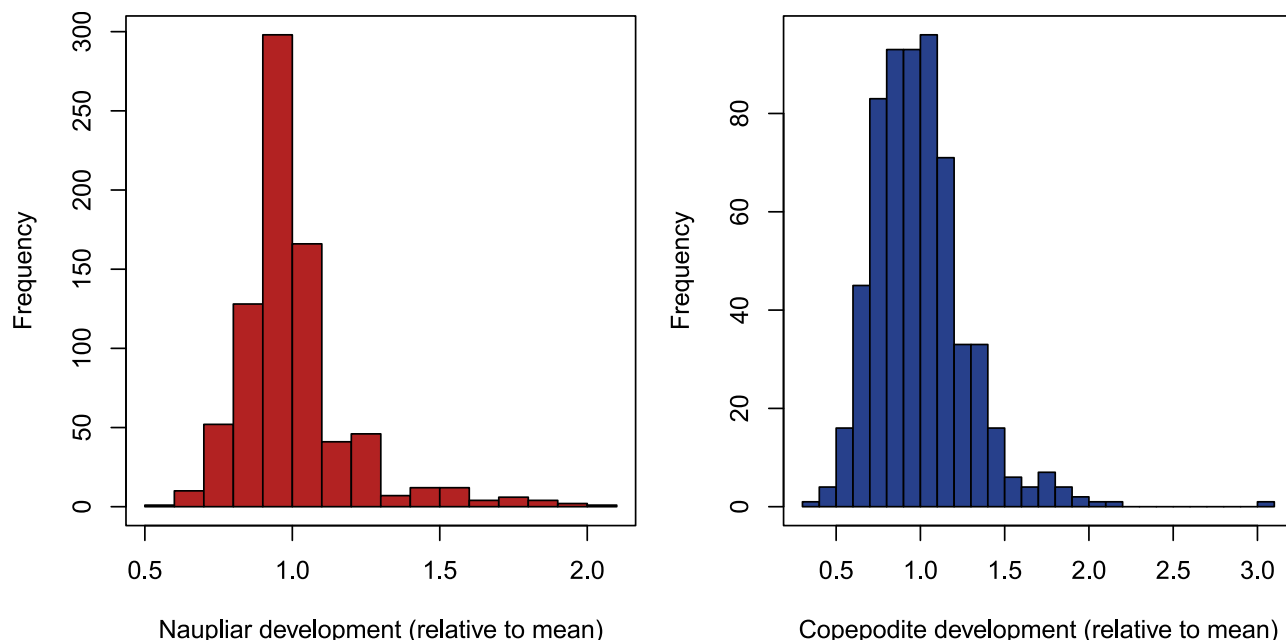 300
250
200
150
100
50
0
Frequency
0.5 1.0 1.5 2.0
Naupliar development (relative to mean)
80
60
40
20
0
Frequency
0.5 1.0 1.5 2.0 2.5 3.0
Copepodite development (relative to mean)